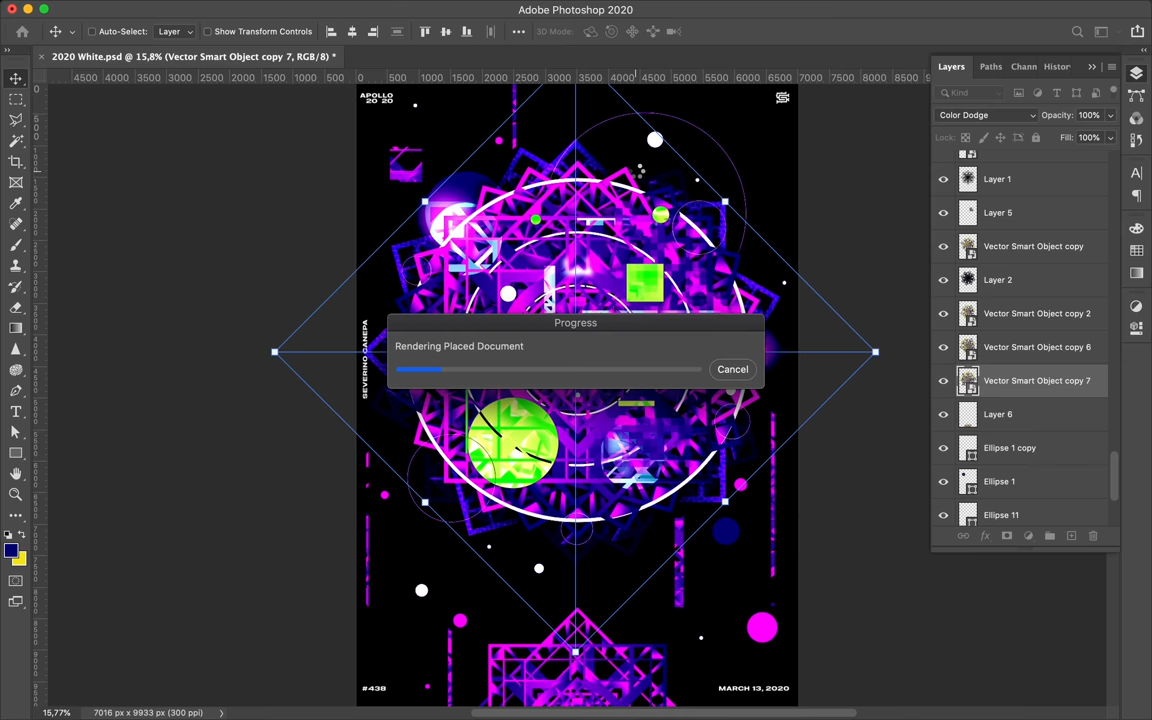 Adobe Photoshop 2020
Auto-Select:
Layer
Show Transform Controls
3D Mode:
2020 White.psd @ 15,8% (Vector Smart Object copy 7, RGB/8) *
4500 4000 3500 3000 2500 2000 1500 1000 500 0 500 1000 1500 2000 2500 3000 3500 4000 4500 5000 5500 6000 6500 7000 7500 8000 8500
Layers Paths Chann Histor
Kind
Color Dodge
Opacity: 100%
Lock:
Fill: 100%
Layer 1
Layer 5
Vector Smart Object copy
Layer 2
Vector Smart Object copy 2
Vector Smart Object copy 6
Vector Smart Object copy 7
Layer 6
Ellipse 1 copy
Ellipse 1
Ellipse 11
APOLLO
20 20
SEVERINO CANEPA
Progress
Rendering Placed Document
Cancel
#438
MARCH 13, 2020
15,77%
7016 px x 9933 px (300 ppi)